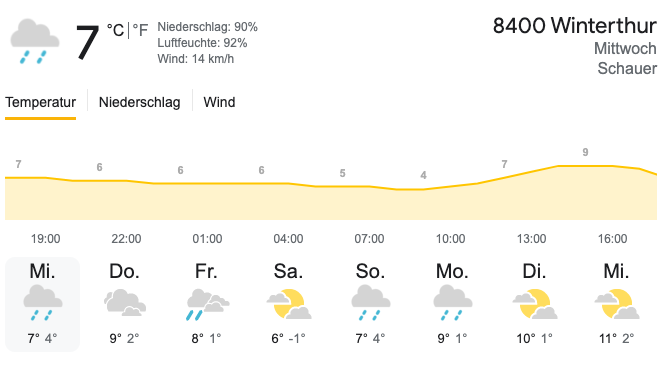 7 °C | °F
Niederschlag: 90%
Luftfeuchte: 92%
Wind: 14 km/h
8400 Winterthur
Mittwoch
Schauer
Temperatur | Niederschlag | Wind
7 6 6 6 5 4 7 9
19:00 22:00 01:00 04:00 07:00 10:00 13:00 16:00
Mi. Do. Fr. Sa. So. Mo. Di. Mi.
7° 4° 9° 2° 8° 1° 6° -1° 7° 4° 9° 1° 10° 1° 11° 2°